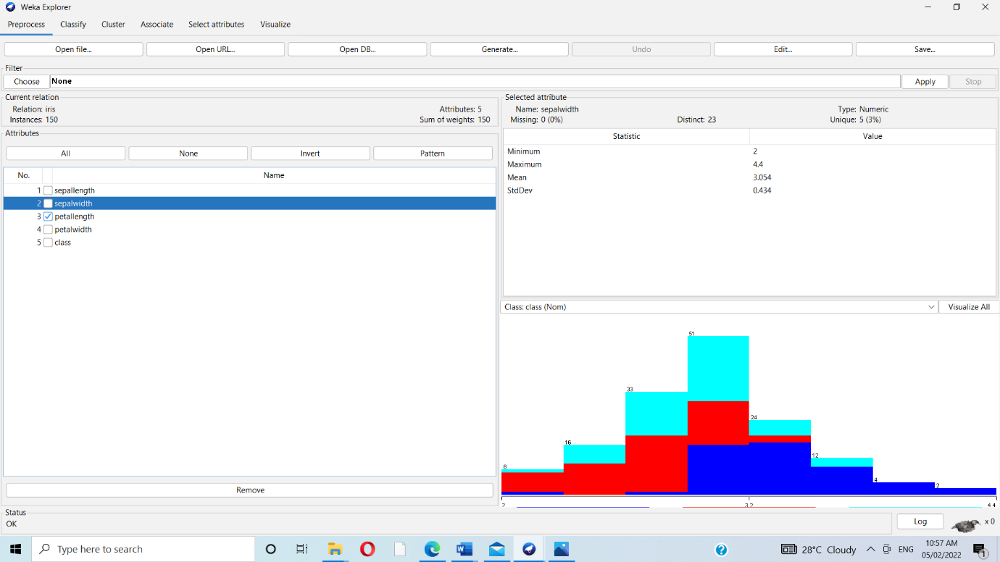 Weka Explorer
Preprocess Classify Cluster Associate Select attributes Visualize
Open file... Open URL... Open DB... Generate... Undo Edit... Save...
Filter
Choose None Apply Stop
Current relation
Relation: iris Attributes: 5
Instances: 150 Sum of weights: 150
Attributes
All None Invert Pattern
No. Name
1 sepallength
2 sepalwidth
3 petallength
4 petalwidth
5 class
Remove
Selected attribute
Name: sepalwidth Type: Numeric
Missing: 0 (0%) Distinct: 23 Unique: 5 (3%)
Statistic Value
Minimum 2
Maximum 4.4
Mean 3.054
StdDev 0.434
Class: class (Nom) Visualize All
8 16 33 51 24 12 4 2
2 3.2 4.4
Status
OK
Log x 0
Type here to search
28°C Cloudy ENG 10:57 AM
05/02/2022 1